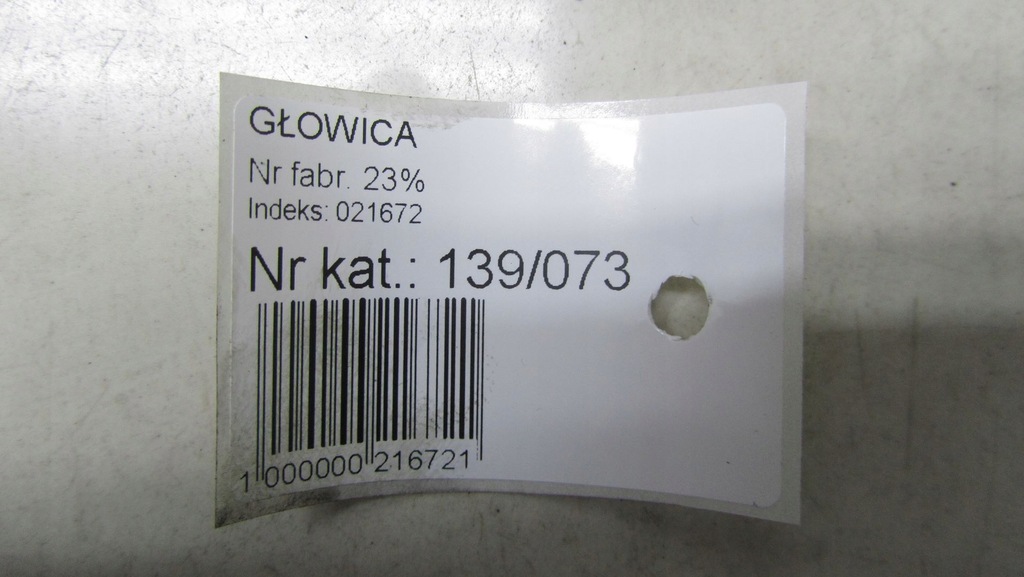 GŁOWICA
Nr fabr. 23%
Indeks: 021672
Nr kat.: 139/073
1 000000 216721